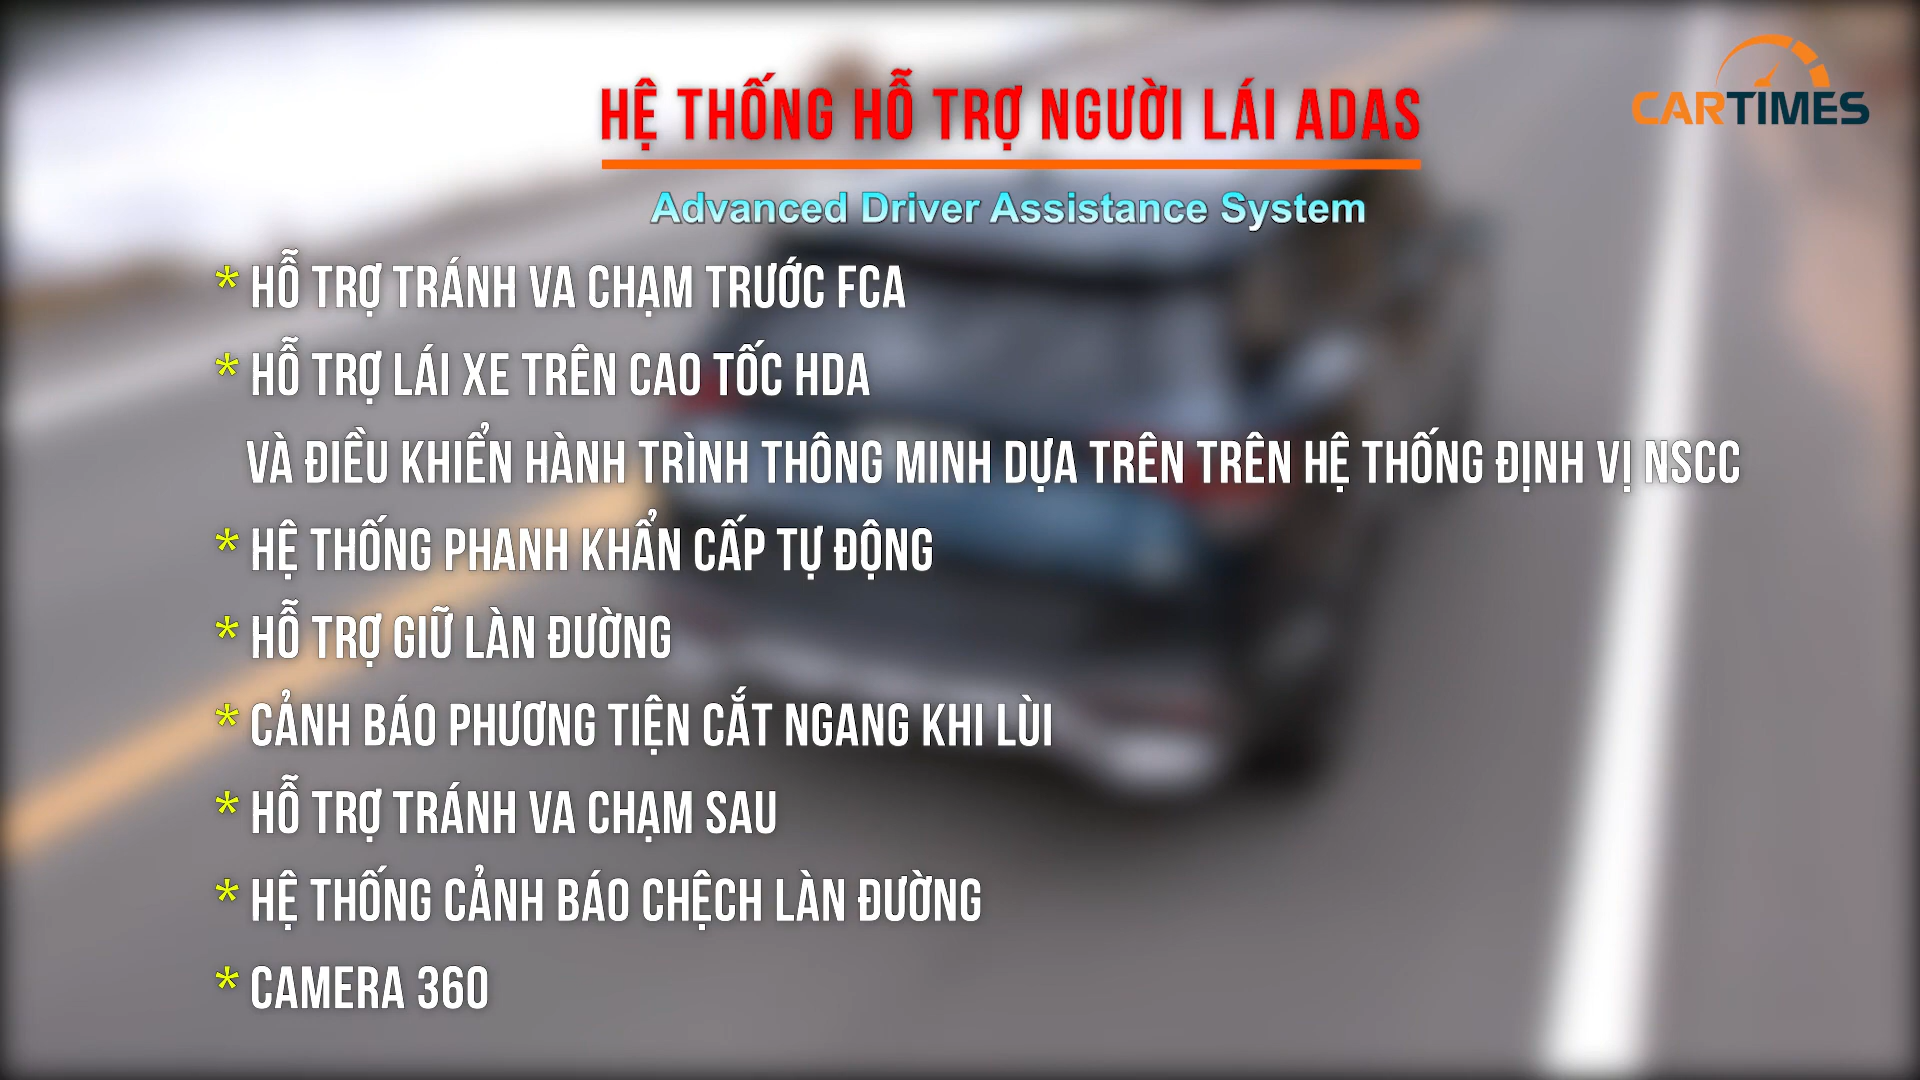 CARTIMES
HỆ THỐNG HỖ TRỢ NGƯỜI LÁI ADAS
Advanced Driver Assistance System
* HỖ TRỢ TRÁNH VA CHẠM TRƯỚC FCA
* HỖ TRỢ LÁI XE TRÊN CAO TỐC HDA
VÀ ĐIỀU KHIỂN HÀNH TRÌNH THÔNG MINH DỰA TRÊN TRÊN HỆ THỐNG ĐỊNH VỊ NSCC
* HỆ THỐNG PHANH KHẨN CẤP TỰ ĐỘNG
* HỖ TRỢ GIỮ LÀN ĐƯỜNG
* CẢNH BÁO PHƯƠNG TIỆN CẮT NGANG KHI LÙI
* HỖ TRỢ TRÁNH VA CHẠM SAU
* HỆ THỐNG CẢNH BÁO CHỆCH LÀN ĐƯỜNG
* CAMERA 360